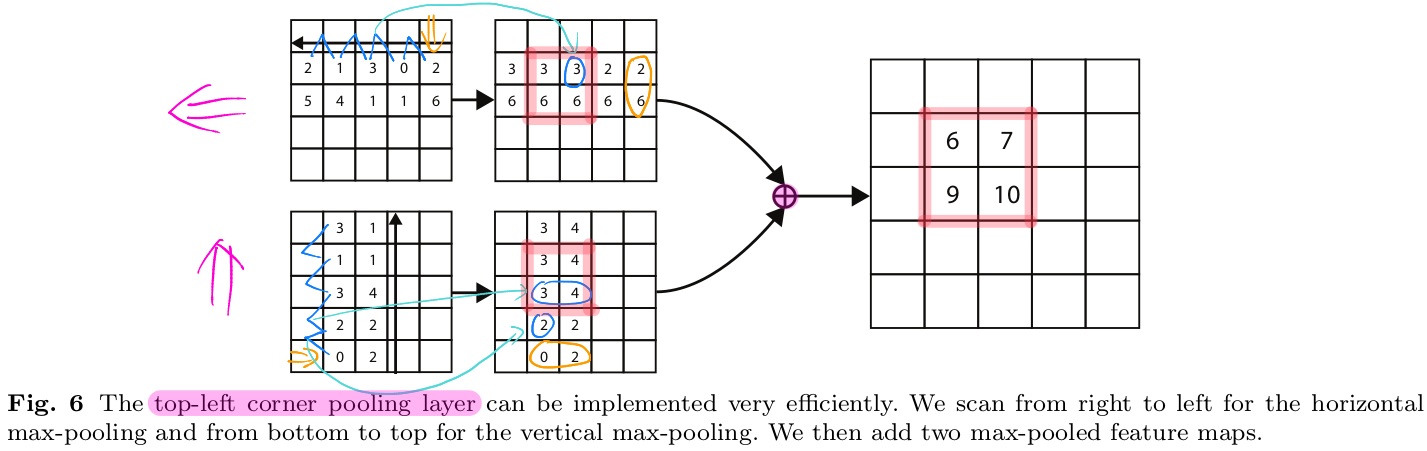 2 1 3 0 2
5 4 1 1 6
3 3 3 2 2
6 6 6 6 6
3 1
1 1
3 4
2 2
0 2
3 4
3 4
3 4
2 2
0 2
6 7
9 10
Fig. 6 The top-left corner pooling layer can be implemented very efficiently. We scan from right to left for the horizontal
max-pooling and from bottom to top for the vertical max-pooling. We then add two max-pooled feature maps.